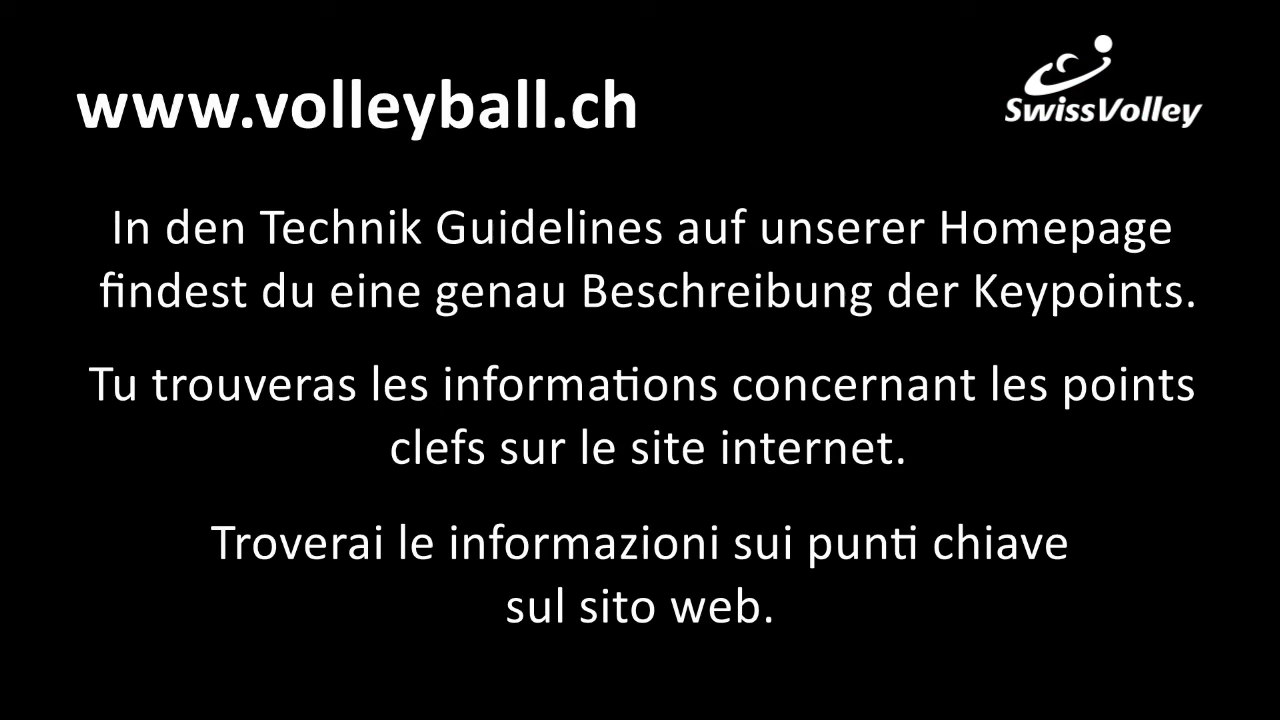 www.volleyball.ch
SwissVolley
In den Technik Guidelines auf unserer Homepage
findest du eine genau Beschreibung der Keypoints.
Tu trouveras les informations concernant les points
clefs sur le site internet.
Troverai le informazioni sui punti chiave
sul sito web.